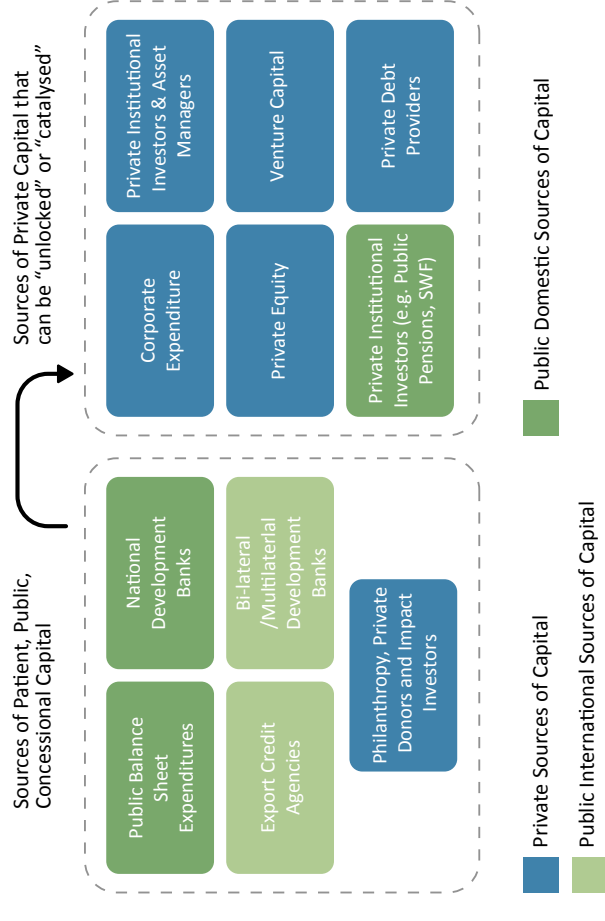 Sources of Patient, Public,
Concessional Capital
Public Balance
Sheet
Expenditures
National
Development
Banks
Export Credit
Agencies
Bi-lateral
/Multilaterlal
Development
Banks
Philanthropy, Private
Donors and Impact
Investors
Sources of Private Capital that
can be “unlocked” or “catalysed”
Corporate
Expenditure
Private Institutional
Investors & Asset
Managers
Private Equity
Venture Capital
Private Institutional
Investors (e.g. Public
Pensions, SWF)
Private Debt
Providers
Private Sources of Capital
Public Domestic Sources of Capital
Public International Sources of Capital